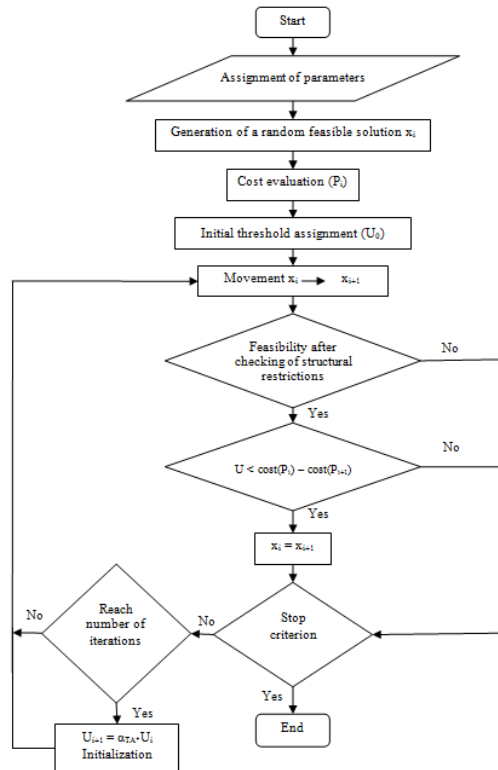 Start
Assignment of parameters
Generation of a random feasible solution xᵢ
Cost evaluation (Pᵢ)
Initial threshold assignment (U₀)
Movement xᵢ → xᵢ₊₁
Feasibility after
checking of structural
restrictions
No
Yes
U < cost(Pᵢ) – cost(Pᵢ₊₁)
No
Yes
xᵢ = xᵢ₊₁
Stop
criterion
No
Reach
number of
iterations
No
Yes
Yes
Uᵢ₊₁ = α_TA·Uᵢ
Initialization
End